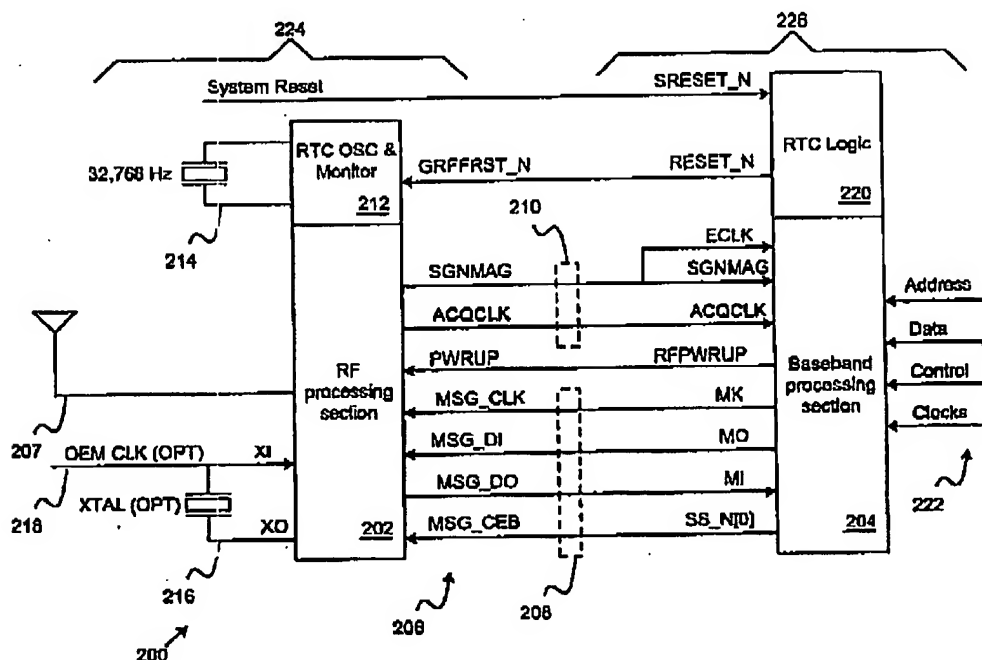 224
226
System Reset
SRESET_N
RTC OSC &
Monitor
212
32,768 Hz
214
GRFFRST_N
RESET_N
RTC Logic
220
210
ECLK
SGNMAG
SGNMAG
ACQCLK
ACQCLK
PWRUP
RFPWRUP
MSG_CLK
MK
MSG_DI
MO
MSG_DO
MI
MSG_CEB
SS_N[0]
RF
processing
section
202
Baseband
processing
section
204
Address
Data
Control
Clocks
222
207
OEM CLK (OPT)
XI
218
XTAL (OPT)
XO
216
206
208
200